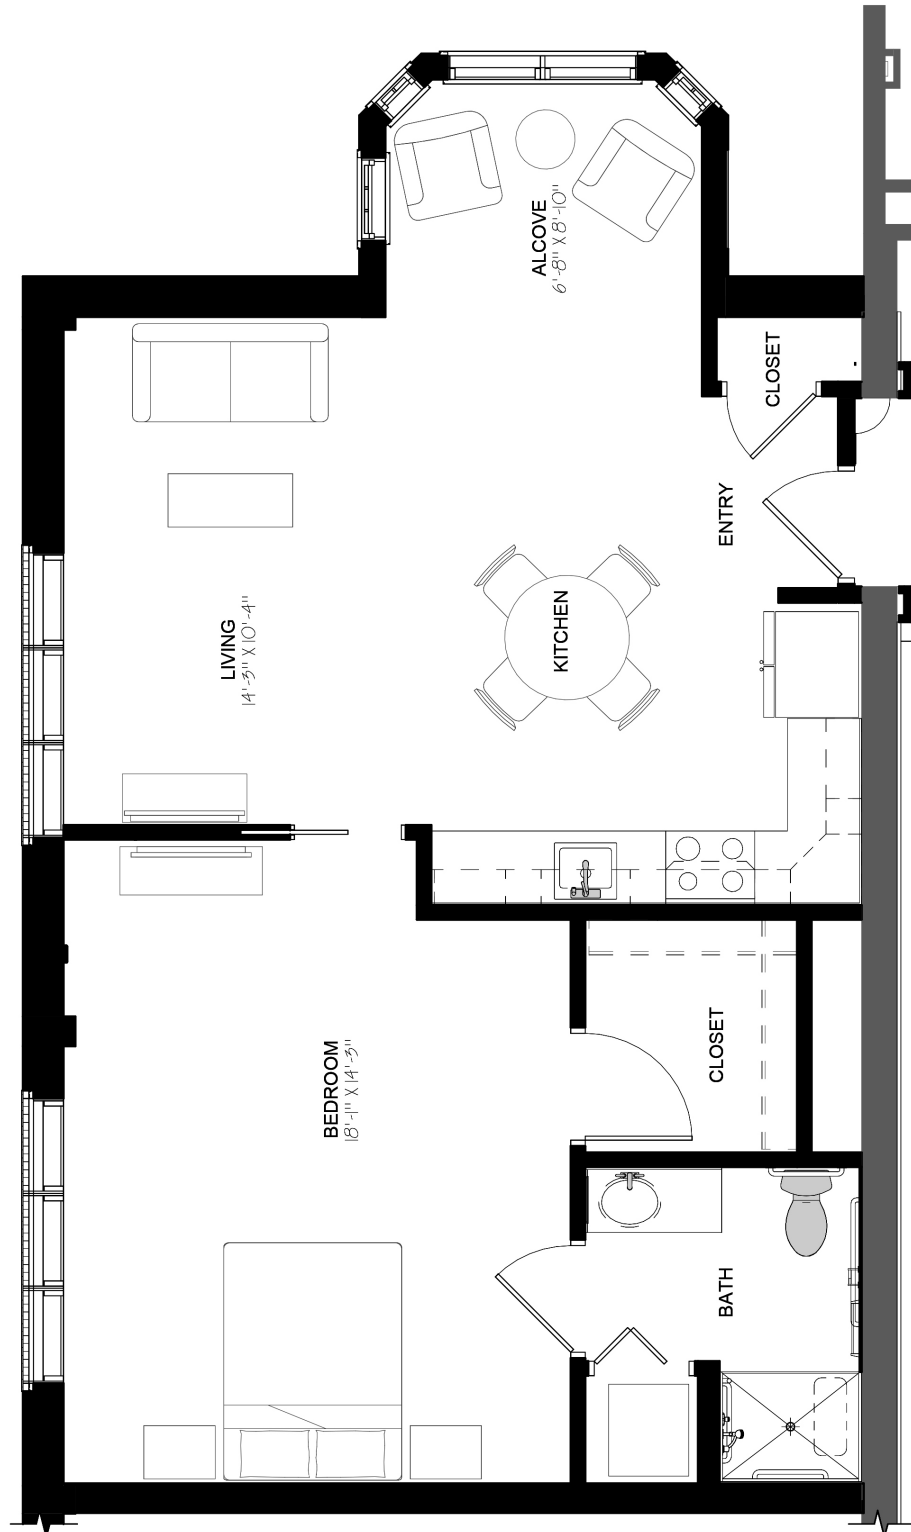 ALCOVE
6'-8" X 8'-10"
CLOSET
ENTRY
LIVING
14'-3" X 10'-4"
KITCHEN
BEDROOM
18'-1" X 14'-3"
CLOSET
BATH